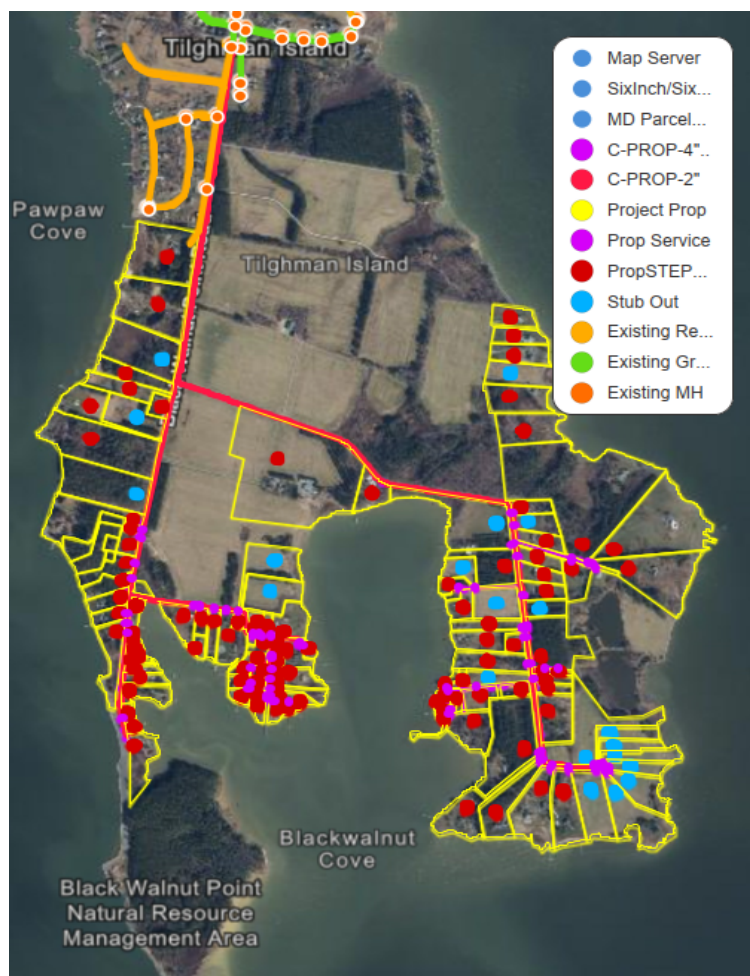 Tilghman Island
Map Server
SixInch/Six...
MD Parcel...
C-PROP-4"..
C-PROP-2"
Project Prop
Prop Service
PropSTEP...
Stub Out
Existing Re...
Existing Gr...
Existing MH
Pawpaw
Cove
Tilghman Island
Blackwalnut
Cove
Black Walnut Point
Natural Resource
Management Area